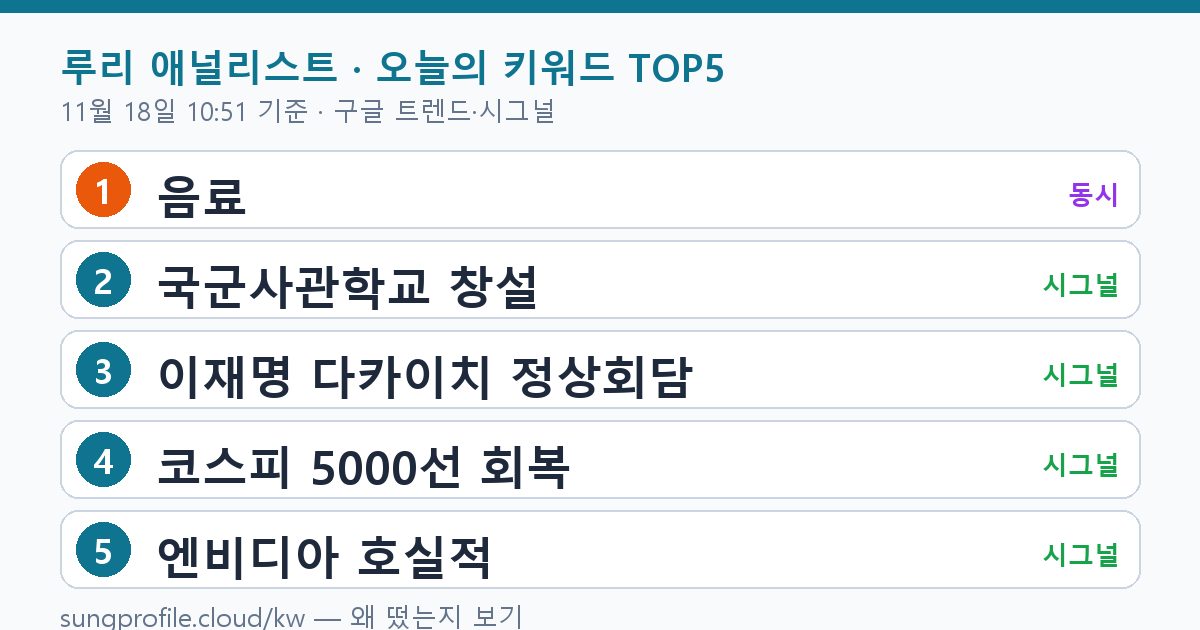 루리 애널리스트 · 오늘의 키워드 TOP5
11월 18일 10:51 기준 · 구글 트렌드·시그널
1 음료 동시
2 국군사관학교 창설 시그널
3 이재명 다카이치 정상회담 시그널
4 코스피 5000선 회복 시그널
5 엔비디아 호실적 시그널
sungprofile.cloud/kw — 왜 떴는지 보기